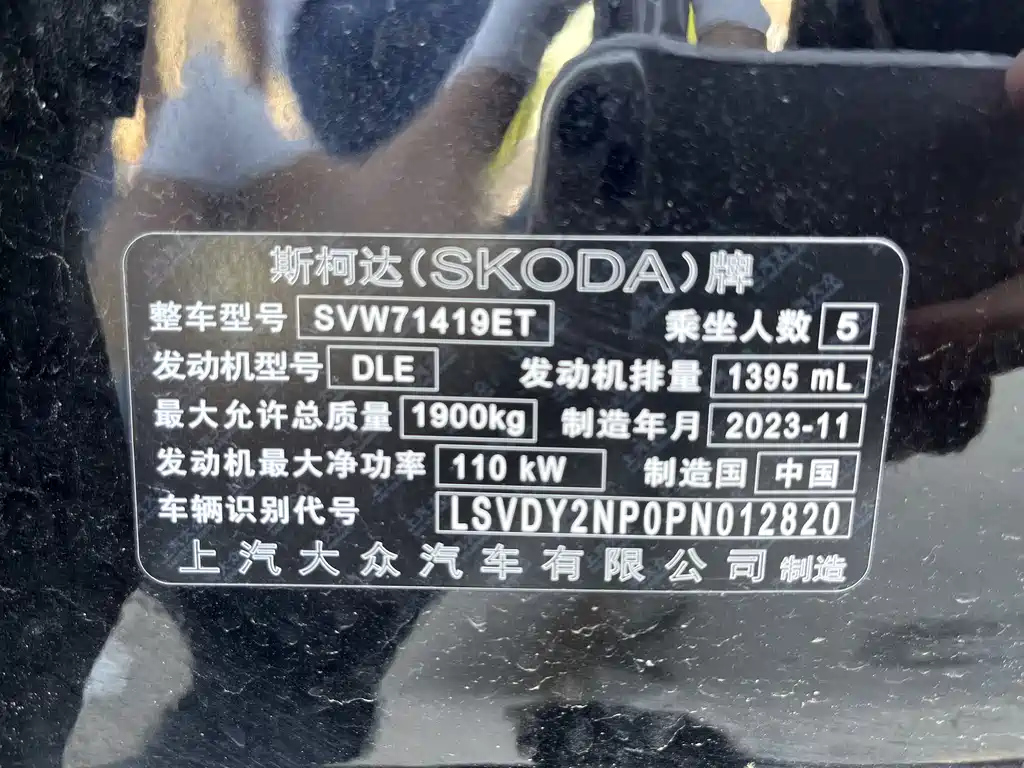 斯柯达(SKODA)牌
整车型号 SVW71419ET 乘坐人数 5
发动机型号 DLE 发动机排量 1395 mL
最大允许总质量 1900kg 制造年月 2023-11
发动机最大净功率 110 kW 制造国 中国
车辆识别代号 LSVDY2NP0PN012820
上汽大众汽车有限公司 制造